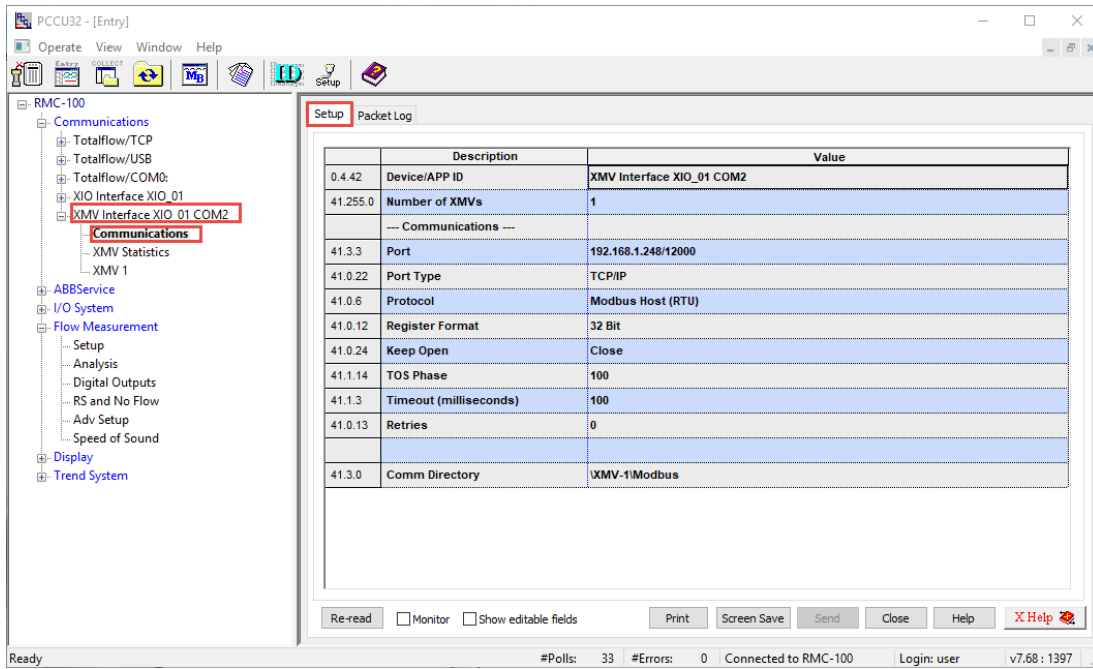 PCCU32 - [Entry]
Operate View Window Help
Entry
COLLECT
MB
ID
Setup
RMC-100
Communications
Totalflow/TCP
Totalflow/USB
Totalflow/COM0:
XIO Interface XIO_01
XMV Interface XIO_01 COM2
Communications
XMV Statistics
XMV 1
ABBService
I/O System
Flow Measurement
Setup
Analysis
Digital Outputs
RS and No Flow
Adv Setup
Speed of Sound
Display
Trend System
Setup Packet Log
Description Value
0.4.42 Device/APP ID XMV Interface XIO_01 COM2
41.255.0 Number of XMVs 1
--- Communications ---
41.3.3 Port 192.168.1.248/12000
41.0.22 Port Type TCP/IP
41.0.6 Protocol Modbus Host (RTU)
41.0.12 Register Format 32 Bit
41.0.24 Keep Open Close
41.1.14 TOS Phase 100
41.1.3 Timeout (milliseconds) 100
41.0.13 Retries 0
41.3.0 Comm Directory \XMV-1\Modbus
Re-read Monitor Show editable fields Print Screen Save Send Close Help X Help
Ready #Polls: 33 #Errors: 0 Connected to RMC-100 Login: user v7.68 : 1397